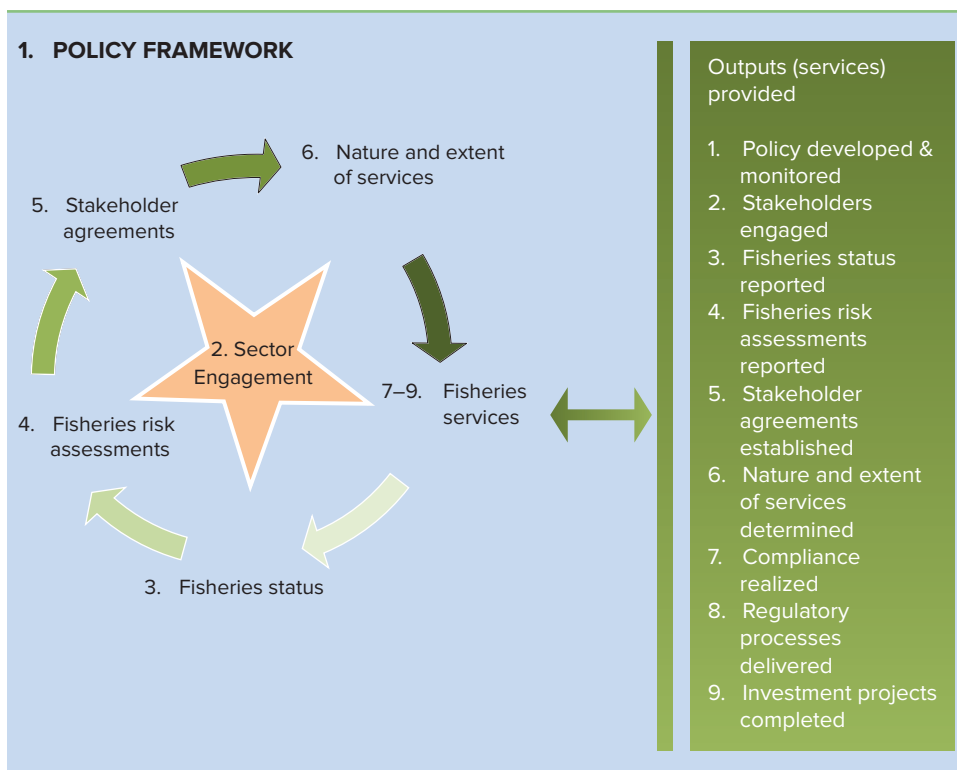 1. POLICY FRAMEWORK
6. Nature and extent
of services
5. Stakeholder
agreements
2. Sector
Engagement
7–9. Fisheries
services
4. Fisheries risk
assessments
3. Fisheries status
Outputs (services)
provided
1. Policy developed &
monitored
2. Stakeholders
engaged
3. Fisheries status
reported
4. Fisheries risk
assessments
reported
5. Stakeholder
agreements
established
6. Nature and extent
of services
determined
7. Compliance
realized
8. Regulatory
processes
delivered
9. Investment projects
completed